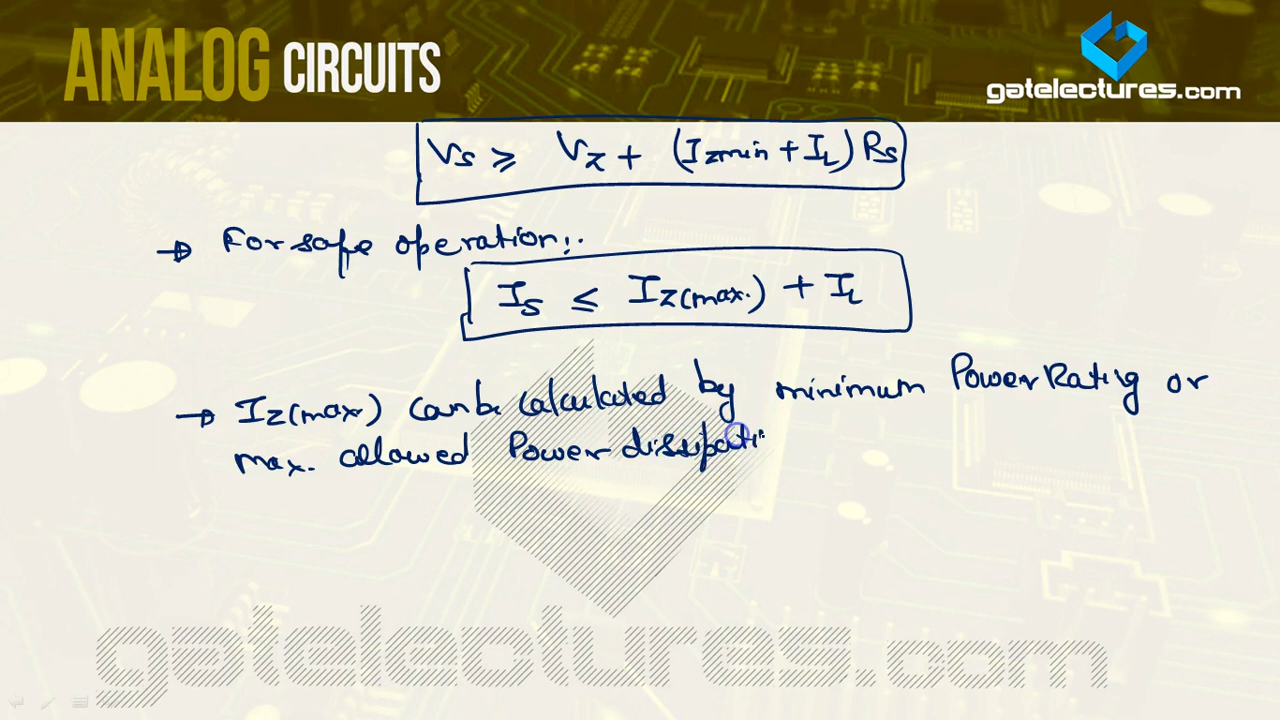 ANALOG CIRCUITS
gatelectures.com
Vs ≥ Vz + (Izmin + IL) Rs
→ For safe operation:.
Is ≤ Iz(max.) + IL
→ Iz(max.) can be calculated by minimum Power Rating or
max. allowed Power dissipati
gatelectures.com